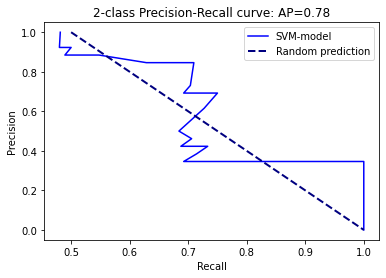 2-class Precision-Recall curve: AP=0.78
SVM-model
Random prediction
Precision
1.0
0.8
0.6
0.4
0.2
0.0
0.5 0.6 0.7 0.8 0.9 1.0
Recall